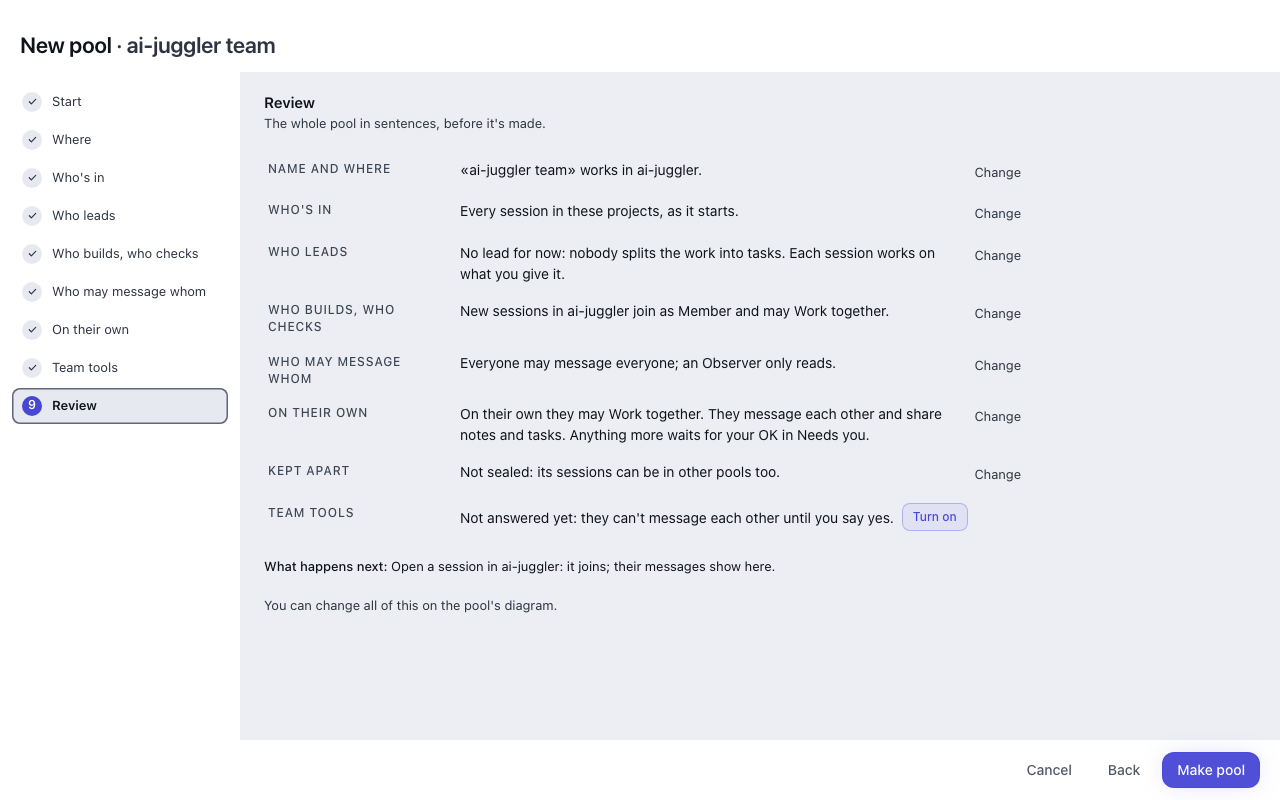 New pool · ai-juggler team
Start
Where
Who's in
Who leads
Who builds, who checks
Who may message whom
On their own
Team tools
9 Review
Review
The whole pool in sentences, before it's made.
NAME AND WHERE
«ai-juggler team» works in ai-juggler.
Change
WHO'S IN
Every session in these projects, as it starts.
Change
WHO LEADS
No lead for now: nobody splits the work into tasks. Each session works on
what you give it.
Change
WHO BUILDS, WHO
CHECKS
New sessions in ai-juggler join as Member and may Work together.
Change
WHO MAY MESSAGE
WHOM
Everyone may message everyone; an Observer only reads.
Change
ON THEIR OWN
On their own they may Work together. They message each other and share
notes and tasks. Anything more waits for your OK in Needs you.
Change
KEPT APART
Not sealed: its sessions can be in other pools too.
Change
TEAM TOOLS
Not answered yet: they can't message each other until you say yes.
Turn on
What happens next: Open a session in ai-juggler: it joins; their messages show here.
You can change all of this on the pool's diagram.
Cancel
Back
Make pool